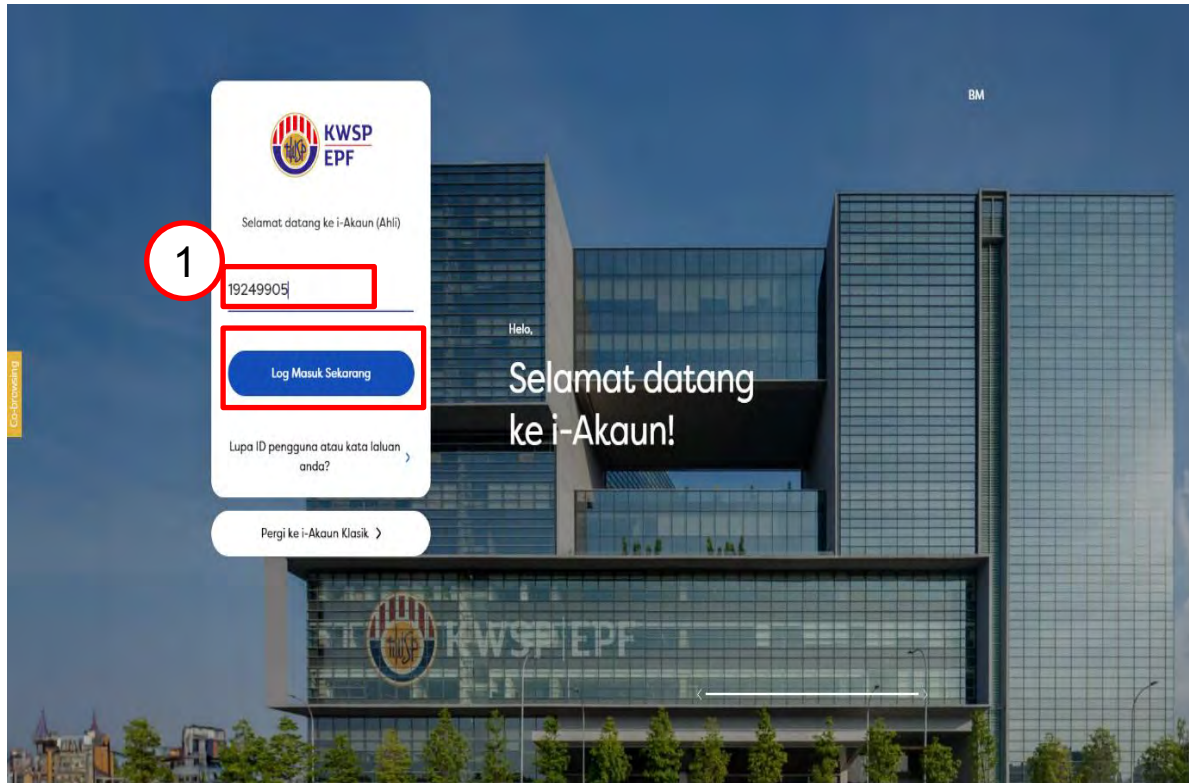 BM
KWSP
EPF
Selamat datang ke i-Akaun (Ahli)
1
19249905
Log Masuk Sekarang
Lupa ID pengguna atau kata laluan
anda?
Pergi ke i-Akaun Klasik
Co-browsing
Helo,
Selamat datang
ke i-Akaun!
KWSP EPF